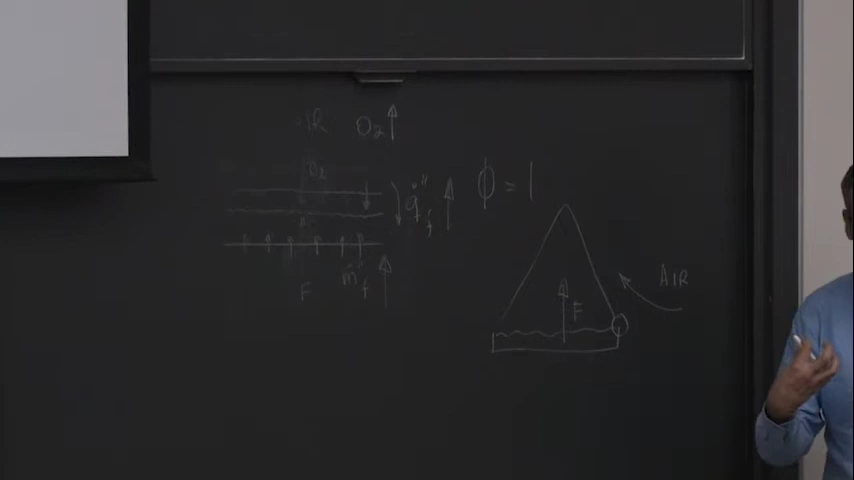 AIR O₂ ↑
O₂
q̇"f ↑
ϕ = 1
ṁ"f ↑
F
F
AIR